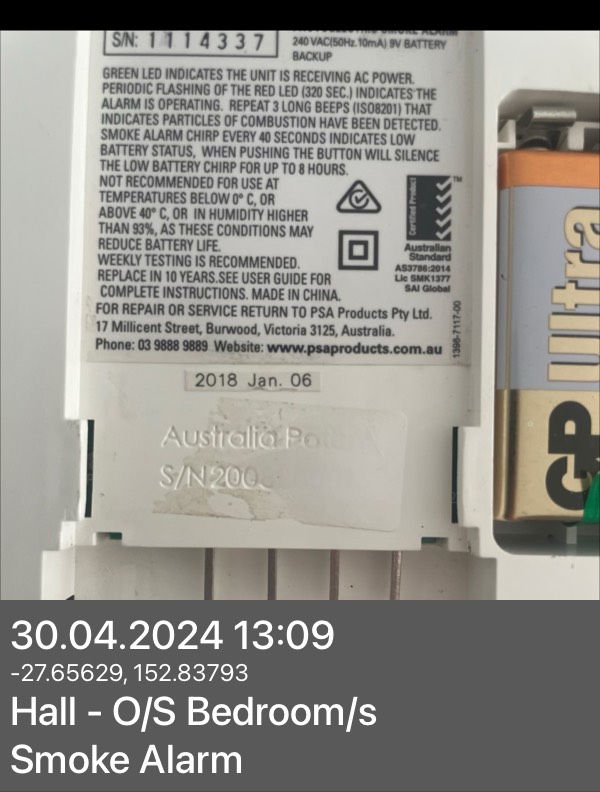 S/N: 1114337
240 VAC(50Hz.10mA) 9V BATTERY
BACKUP
GREEN LED INDICATES THE UNIT IS RECEIVING AC POWER.
PERIODIC FLASHING OF THE RED LED (320 SEC.) INDICATES THE
ALARM IS OPERATING. REPEAT 3 LONG BEEPS (ISO8201) THAT
INDICATES PARTICLES OF COMBUSTION HAVE BEEN DETECTED.
SMOKE ALARM CHIRP EVERY 40 SECONDS INDICATES LOW
BATTERY STATUS, WHEN PUSHING THE BUTTON WILL SILENCE
THE LOW BATTERY CHIRP FOR UP TO 8 HOURS.
NOT RECOMMENDED FOR USE AT
TEMPERATURES BELOW 0° C, OR
ABOVE 40° C, OR IN HUMIDITY HIGHER
THAN 93%, AS THESE CONDITIONS MAY
REDUCE BATTERY LIFE.
WEEKLY TESTING IS RECOMMENDED.
REPLACE IN 10 YEARS.SEE USER GUIDE FOR
COMPLETE INSTRUCTIONS. MADE IN CHINA.
Certified Product
TM
Australian
Standard
AS3786:2014
Lic SMK1377
SAI Global
FOR REPAIR OR SERVICE RETURN TO PSA Products Pty Ltd.
17 Millicent Street, Burwood, Victoria 3125, Australia.
Phone: 03 9888 9889 Website: www.psaproducts.com.au
1398-7117-00
2018 Jan. 06
Australia
S/N
GP Ultra
30.04.2024 13:09
-27.65629, 152.83793
Hall - O/S Bedroom/s
Smoke Alarm